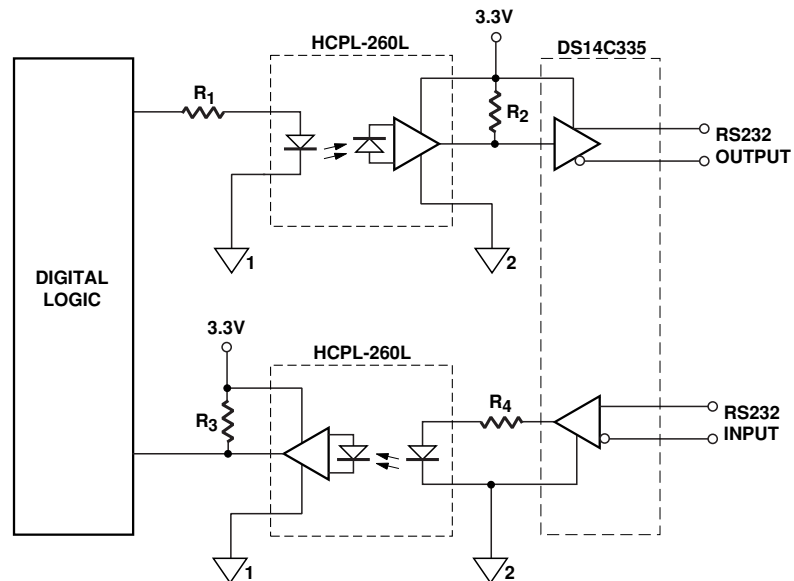 3.3V
HCPL-260L
DS14C335
R1
R2
RS232
OUTPUT
1
2
DIGITAL
LOGIC
3.3V
HCPL-260L
R3
R4
RS232
INPUT
1
2